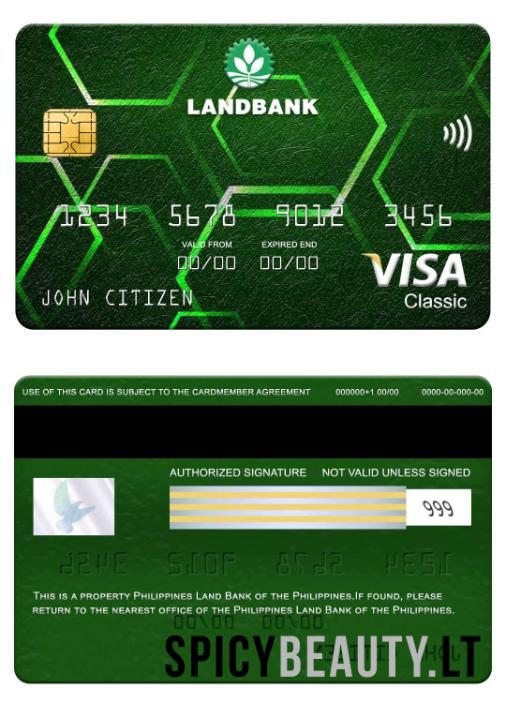 LANDBANK
1234 5678 9012 3456
VALID FROM EXPIRED END
00/00 00/00
VISA
Classic
JOHN CITIZEN
USE OF THIS CARD IS SUBJECT TO THE CARDMEMBER AGREEMENT 000000+1 00/00 0000-00-000-00
AUTHORIZED SIGNATURE NOT VALID UNLESS SIGNED
999
THIS IS A PROPERTY PHILIPPINES LAND BANK OF THE PHILIPPINES.IF FOUND, PLEASE
RETURN TO THE NEAREST OFFICE OF THE PHILIPPINES LAND BANK OF THE PHILIPPINES.
SPICYBEAUTY.LT